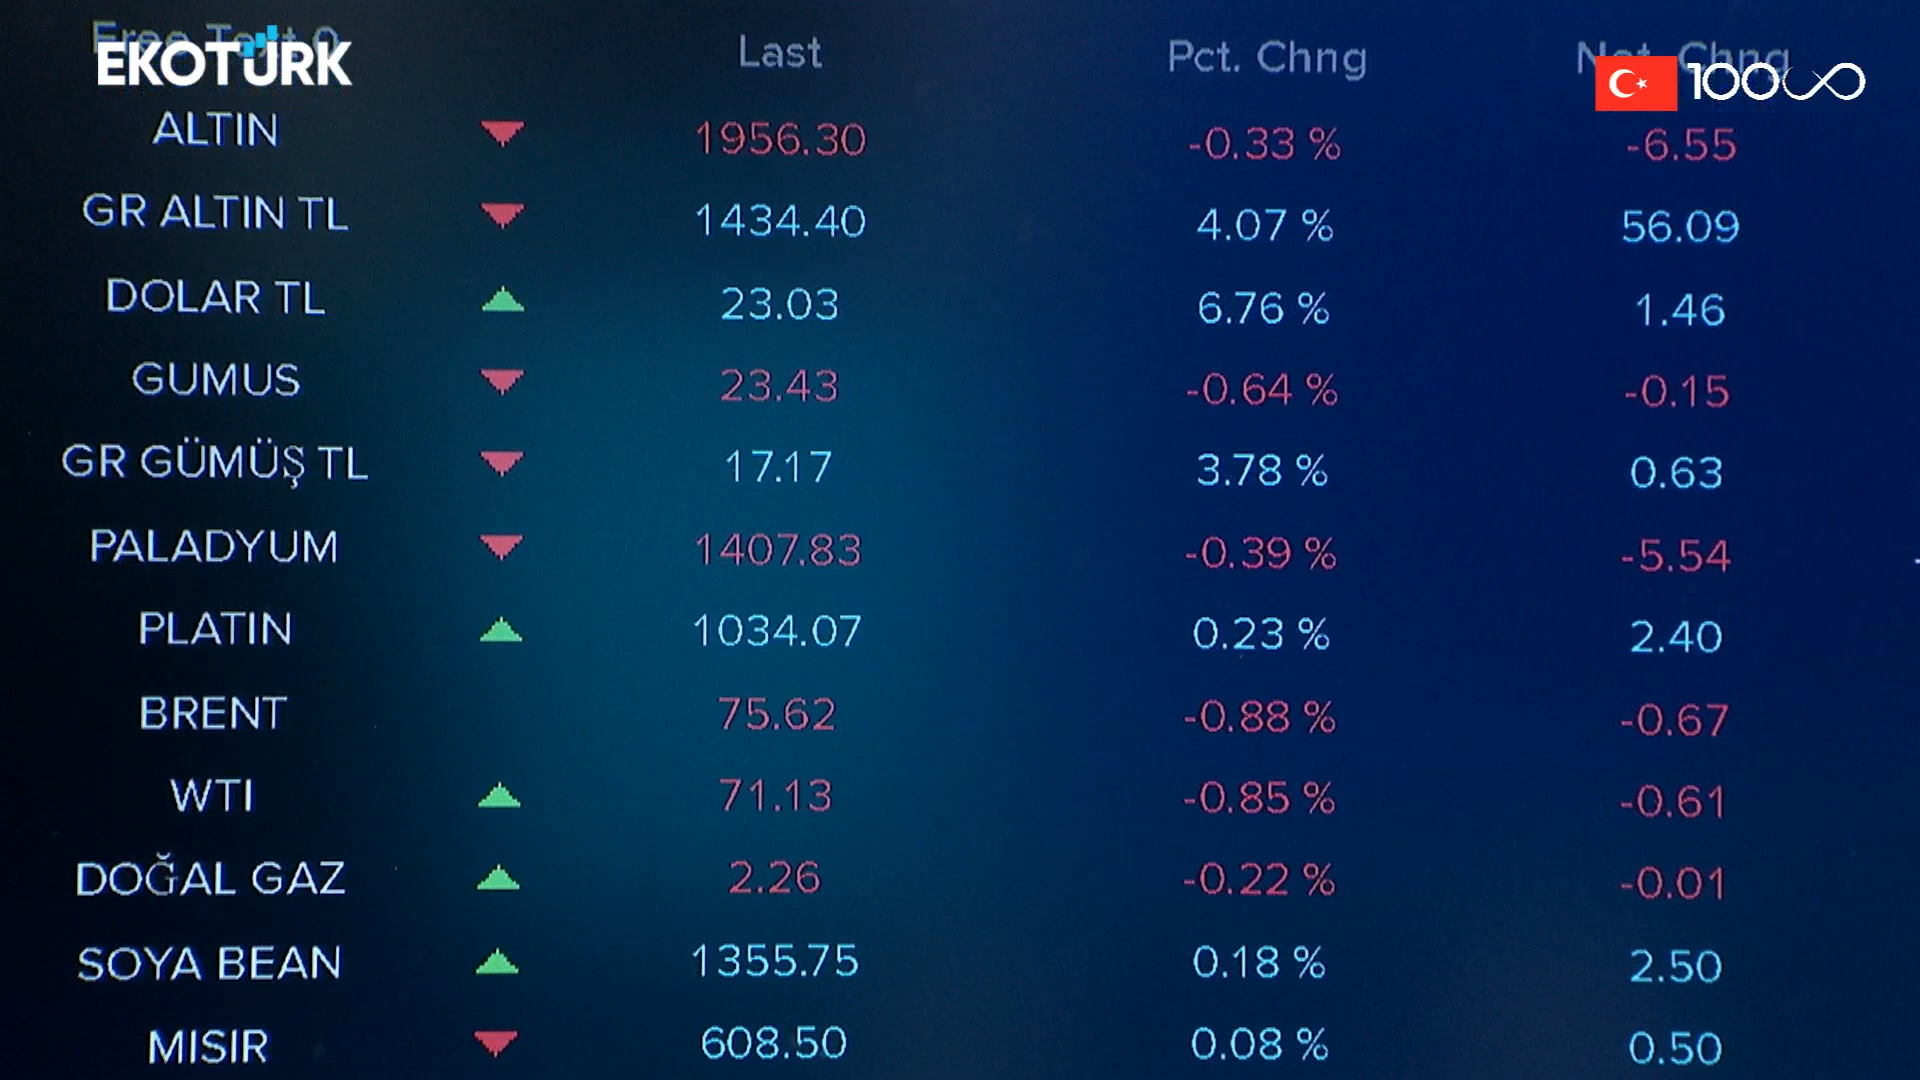 Free Text 0 Last Pct. Chng Net. Chng
EKOTÜRK
100
ALTIN 1956.30 -0.33 % -6.55
GR ALTIN TL 1434.40 4.07 % 56.09
DOLAR TL 23.03 6.76 % 1.46
GUMUS 23.43 -0.64 % -0.15
GR GÜMÜŞ TL 17.17 3.78 % 0.63
PALADYUM 1407.83 -0.39 % -5.54
PLATIN 1034.07 0.23 % 2.40
BRENT 75.62 -0.88 % -0.67
WTI 71.13 -0.85 % -0.61
DOĞAL GAZ 2.26 -0.22 % -0.01
SOYA BEAN 1355.75 0.18 % 2.50
MISIR 608.50 0.08 % 0.50